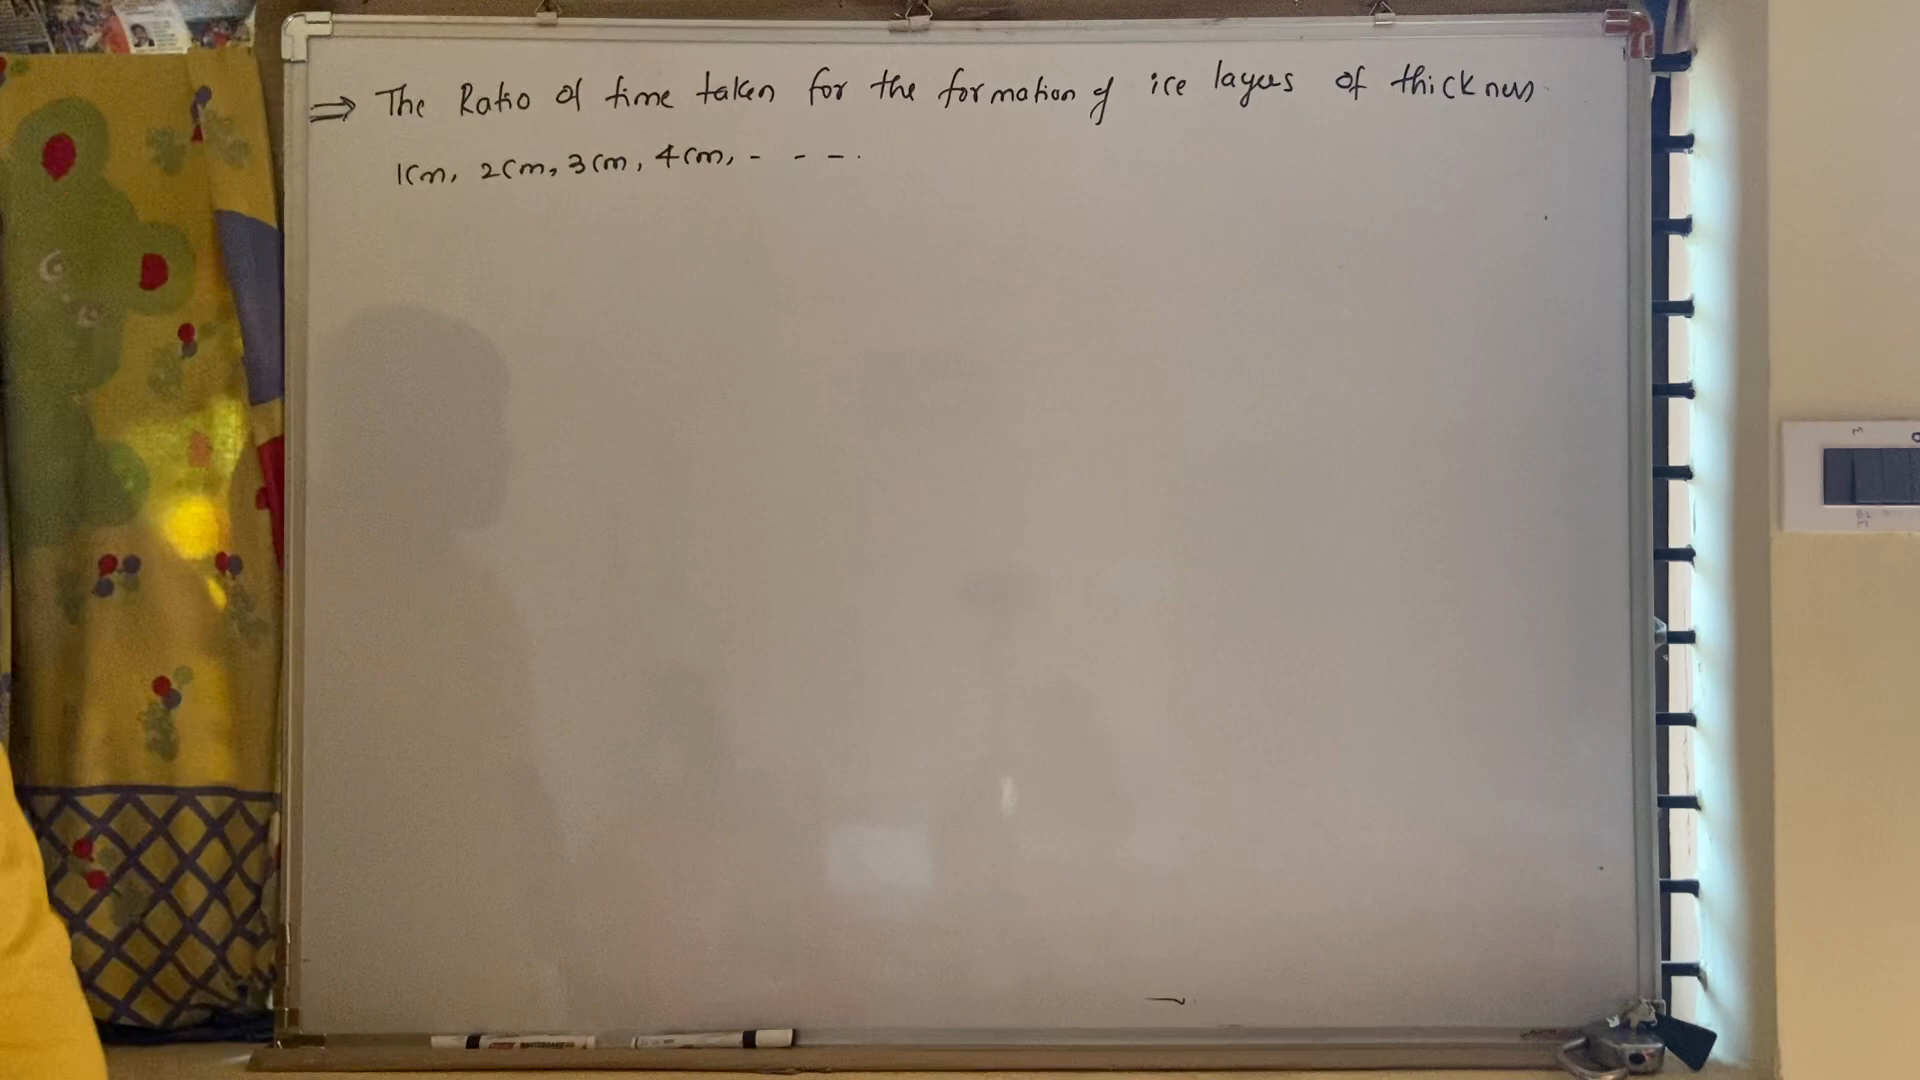 ⇒ The Ratio of time taken for the formation of ice layers of thickness
1cm, 2cm, 3cm, 4cm, - - -.